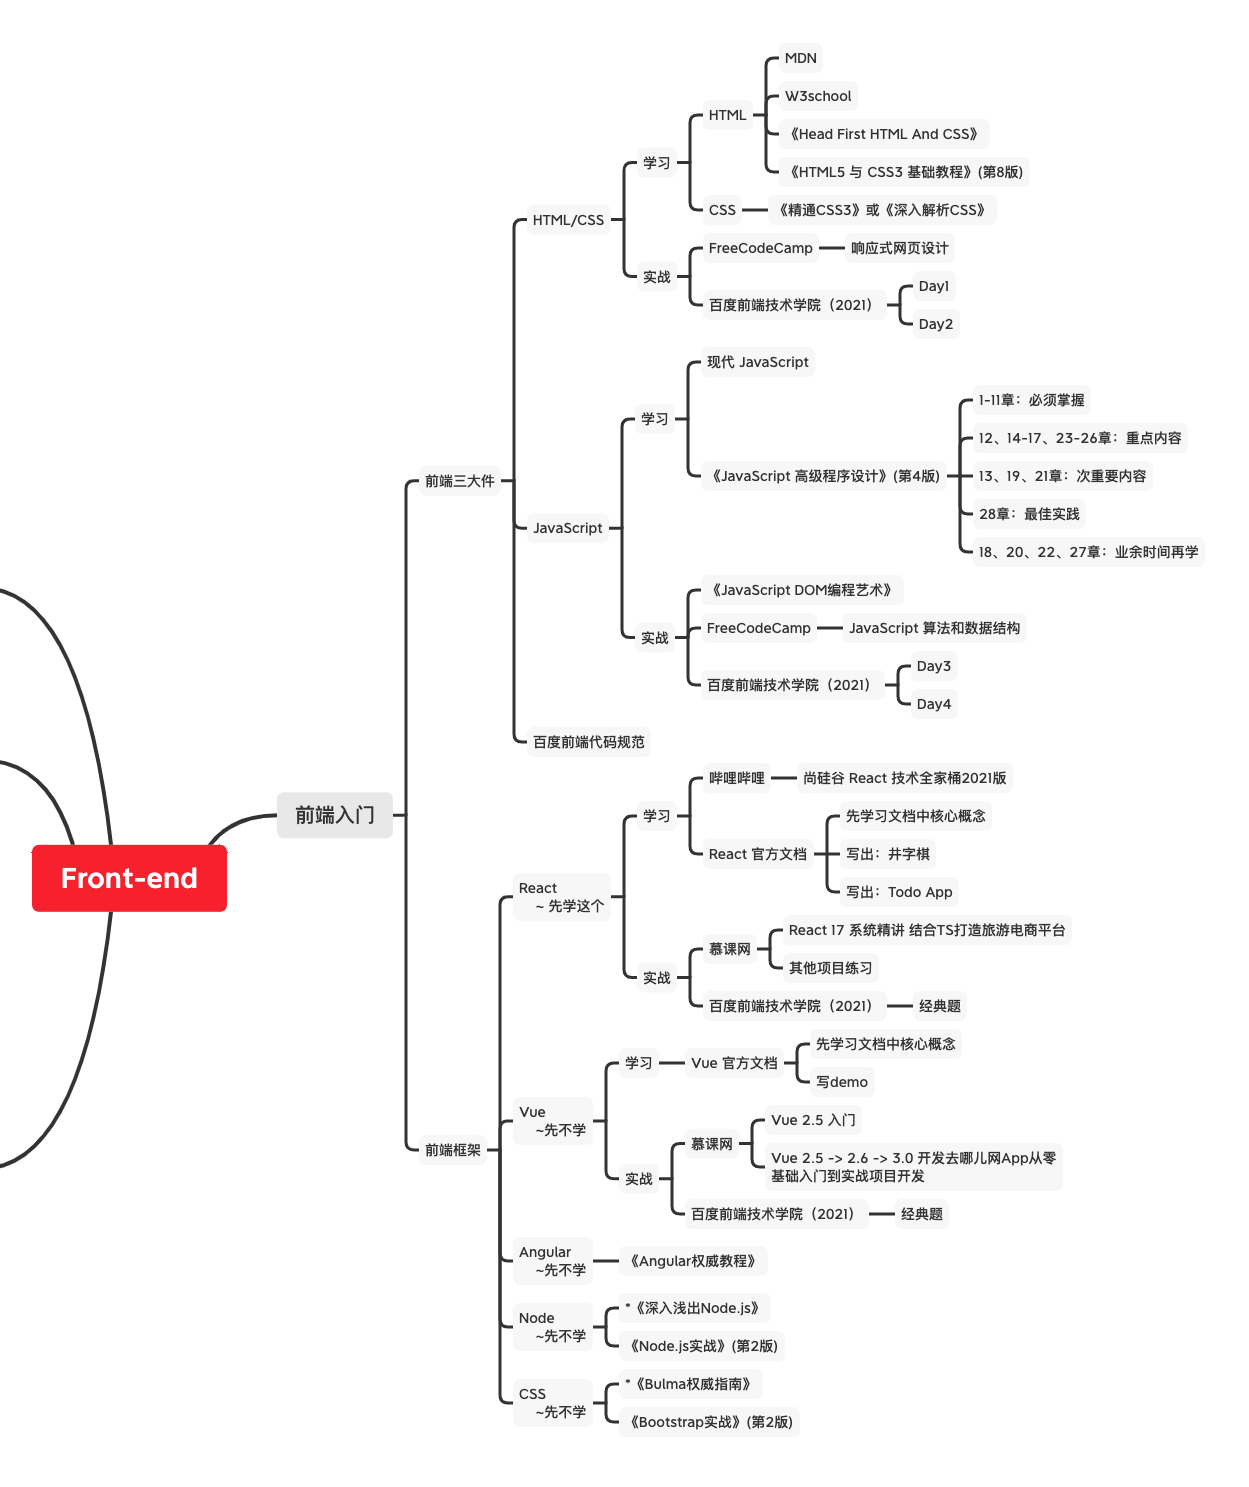 Front-end
前端入门
前端三大件
HTML/CSS
学习
HTML
MDN
W3school
《Head First HTML And CSS》
《HTML5 与 CSS3 基础教程》(第8版)
CSS
《精通CSS3》或《深入解析CSS》
实战
FreeCodeCamp
响应式网页设计
百度前端技术学院（2021）
Day1
Day2
JavaScript
学习
现代 JavaScript
《JavaScript 高级程序设计》(第4版)
1-11章：必须掌握
12、14-17、23-26章：重点内容
13、19、21章：次重要内容
28章：最佳实践
18、20、22、27章：业余时间再学
实战
《JavaScript DOM编程艺术》
FreeCodeCamp
JavaScript 算法和数据结构
百度前端技术学院（2021）
Day3
Day4
百度前端代码规范
前端框架
React
~ 先学这个
学习
哔哩哔哩
尚硅谷 React 技术全家桶2021版
React 官方文档
先学习文档中核心概念
写出：井字棋
写出：Todo App
实战
慕课网
React 17 系统精讲 结合TS打造旅游电商平台
其他项目练习
百度前端技术学院（2021）
经典题
Vue
~先不学
学习
Vue 官方文档
先学习文档中核心概念
写demo
实战
慕课网
Vue 2.5 入门
Vue 2.5 -> 2.6 -> 3.0 开发去哪儿网App从零
基础入门到实战项目开发
百度前端技术学院（2021）
经典题
Angular
~先不学
《Angular权威教程》
Node
~先不学
*《深入浅出Node.js》
《Node.js实战》(第2版)
CSS
~先不学
*《Bulma权威指南》
《Bootstrap实战》(第2版)